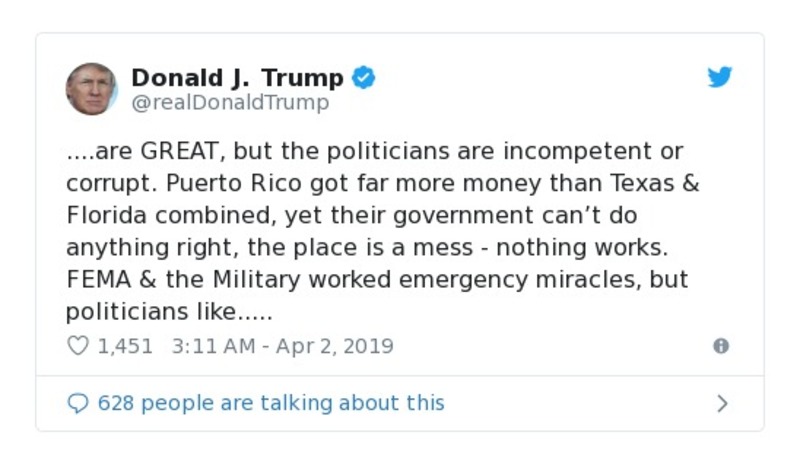 Donald J. Trump
@realDonaldTrump
....are GREAT, but the politicians are incompetent or
corrupt. Puerto Rico got far more money than Texas &
Florida combined, yet their government can’t do
anything right, the place is a mess - nothing works.
FEMA & the Military worked emergency miracles, but
politicians like.....
1,451 3:11 AM - Apr 2, 2019
628 people are talking about this